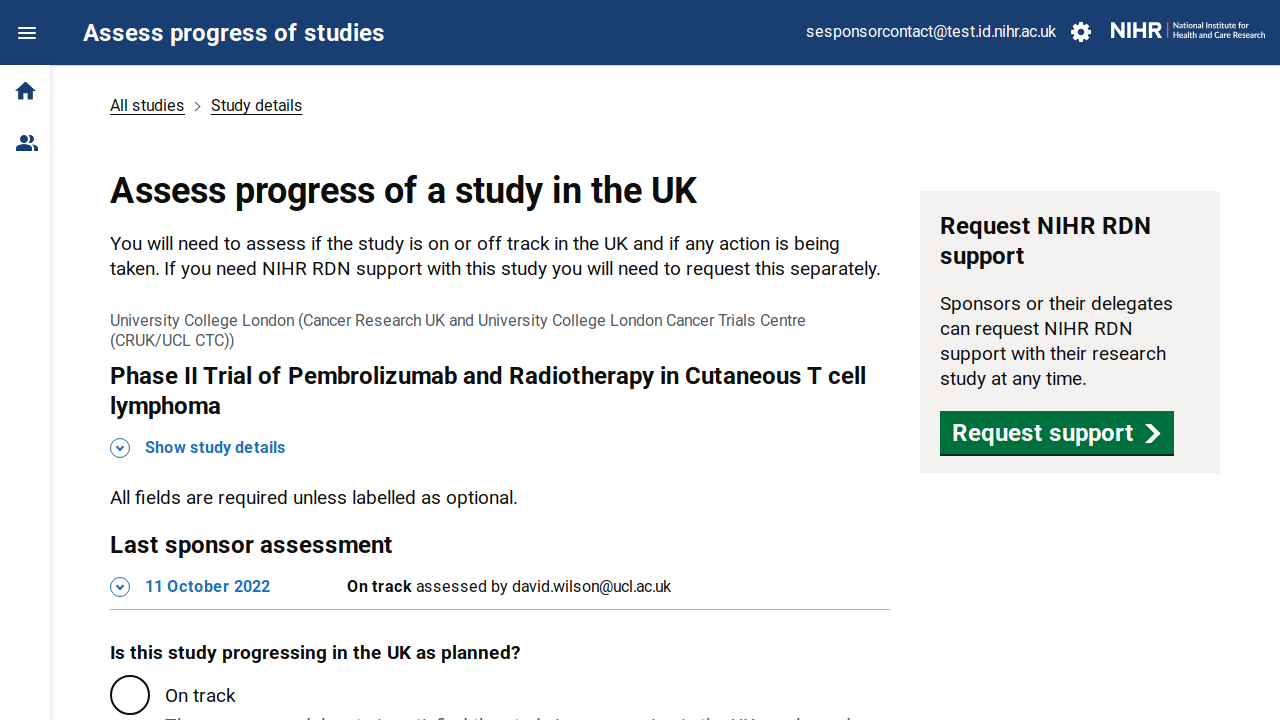 Assess progress of studies
sesponsorcontact@test.id.nihr.ac.uk
NIHR
National Institute for
Health and Care Research
All studies
Study details
Assess progress of a study in the UK
You will need to assess if the study is on or off track in the UK and if any action is being
taken. If you need NIHR RDN support with this study you will need to request this separately.
University College London (Cancer Research UK and University College London Cancer Trials Centre
(CRUK/UCL CTC))
Phase II Trial of Pembrolizumab and Radiotherapy in Cutaneous T cell
lymphoma
Show study details
All fields are required unless labelled as optional.
Last sponsor assessment
11 October 2022 On track assessed by david.wilson@ucl.ac.uk
Is this study progressing in the UK as planned?
On track
Request NIHR RDN
support
Sponsors or their delegates
can request NIHR RDN
support with their research
study at any time.
Request support